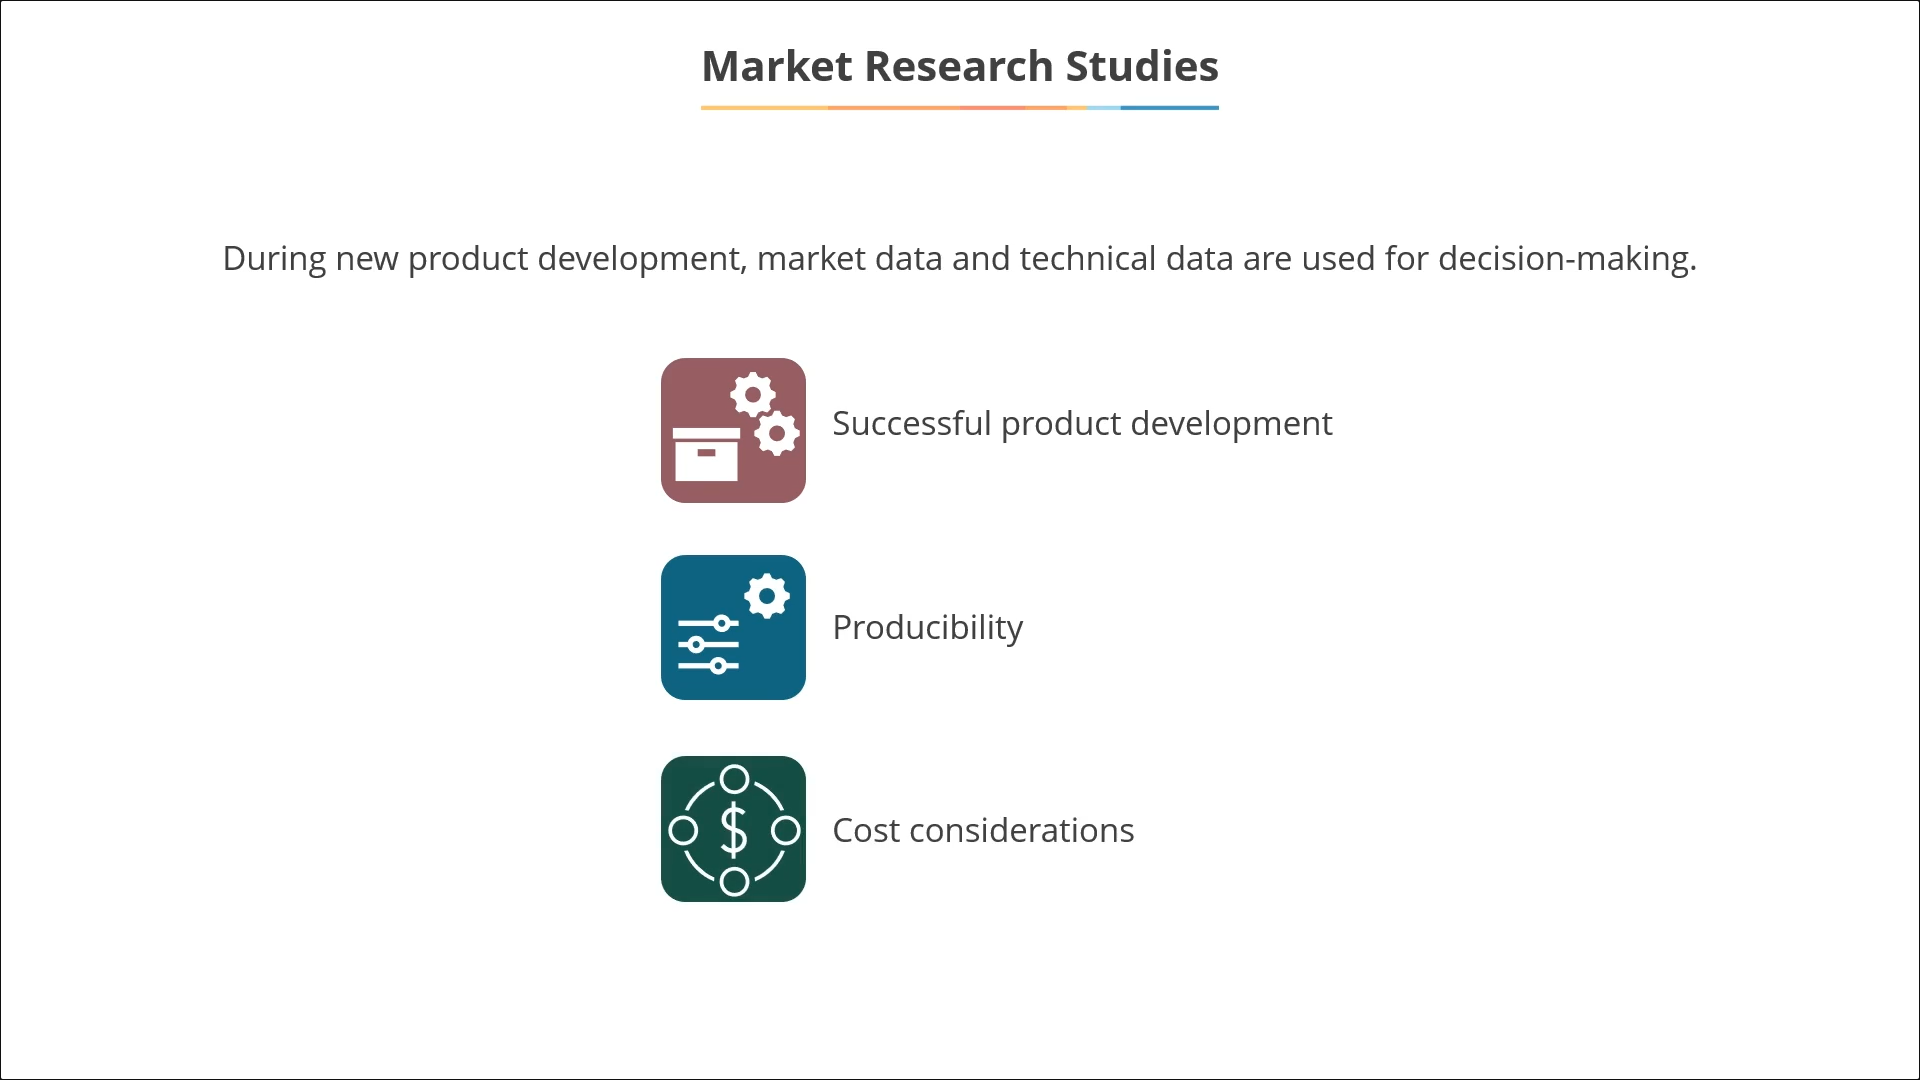 Market Research Studies
During new product development, market data and technical data are used for decision-making.
Successful product development
Producibility
$
Cost considerations